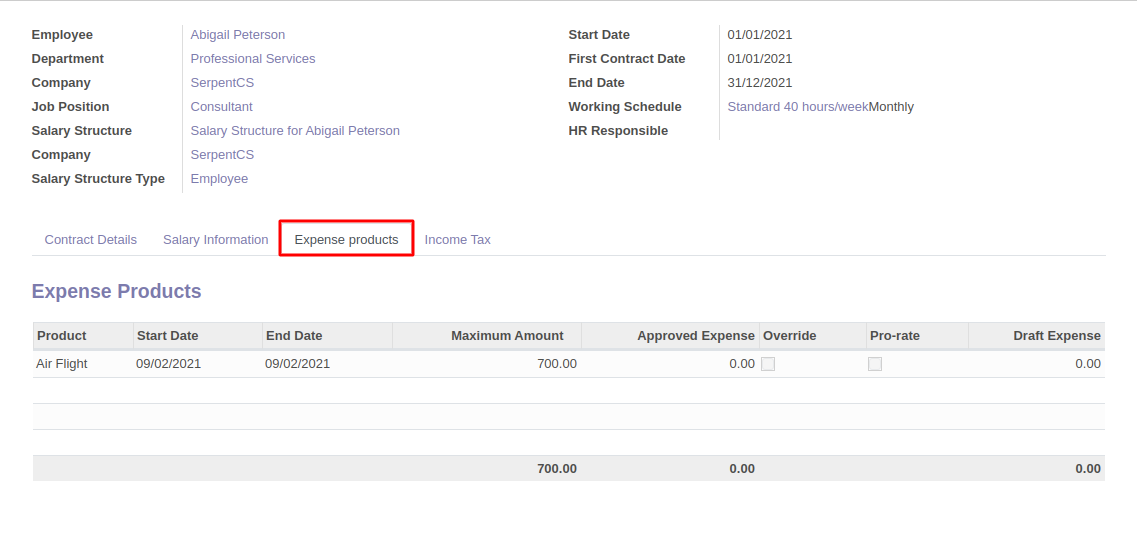 Employee Abigail Peterson Start Date 01/01/2021
Department Professional Services First Contract Date 01/01/2021
Company SerpentCS End Date 31/12/2021
Job Position Consultant Working Schedule Standard 40 hours/weekMonthly
Salary Structure Salary Structure for Abigail Peterson HR Responsible
Company SerpentCS
Salary Structure Type Employee
Contract Details Salary Information Expense products Income Tax
Expense Products
Product Start Date End Date Maximum Amount Approved Expense Override Pro-rate Draft Expense
Air Flight 09/02/2021 09/02/2021 700.00 0.00 0.00
700.00 0.00 0.00